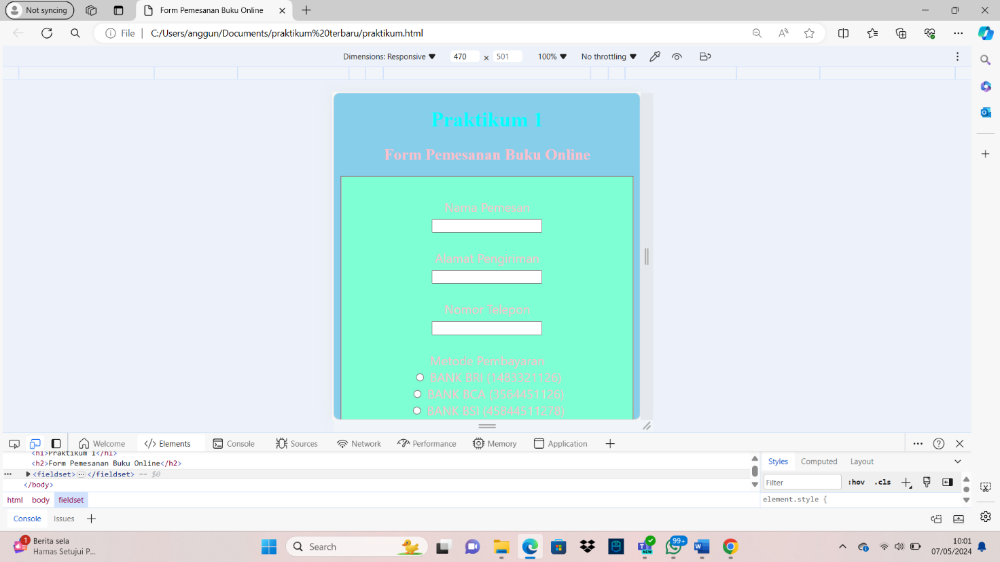 Not syncing
Form Pemesanan Buku Online
File
C:/Users/anggun/Documents/praktikum%20terbaru/praktikum.html
Dimensions: Responsive 470 × 501 100% No throttling
Praktikum 1
Form Pemesanan Buku Online
Nama Pemesan
Alamat Pengiriman
Nomor Telepon
Metode Pembayaran
BANK BRI (1483321126)
BANK BCA (3564451126)
BANK BSI (45844511278)
Welcome Elements Console Sources Network Performance Memory Application
<h1>Praktikum 1</h1>
<h2>Form Pemesanan Buku Online</h2>
<fieldset> ⋯ </fieldset> == $0
</body>
html body fieldset
Styles Computed Layout
Filter :hov .cls
element.style {
Console Issues
1
Berita sela
Hamas Setujui P...
Search
NEW
99+
10:01
07/05/2024